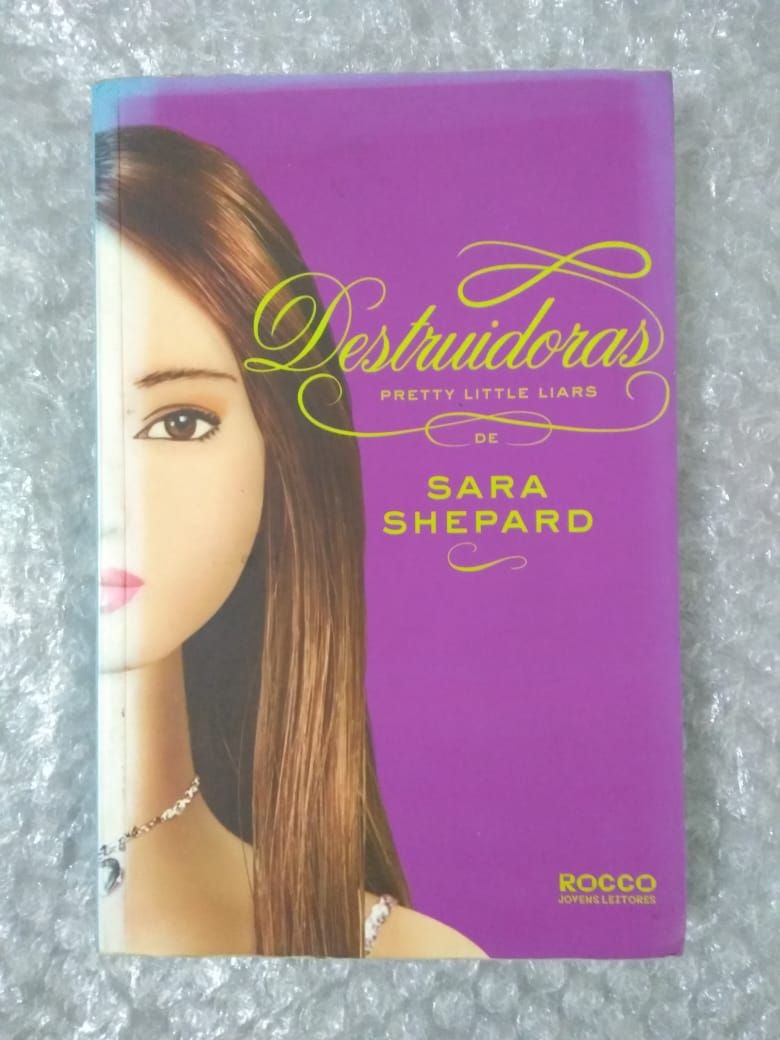 Destruidoras
PRETTY LITTLE LIARS
DE
SARA
SHEPARD
ROCCO
JOVENS LEITORES